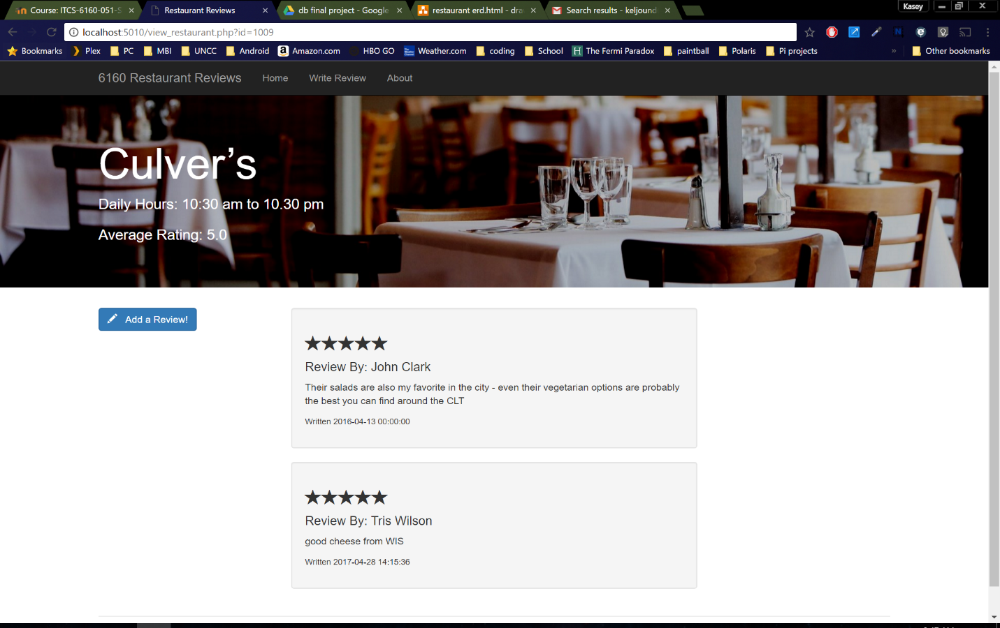 Course: ITCS-6160-051-S
Restaurant Reviews
db final project - Google
restaurant erd.html - dra
Search results - keljound
Kasey
localhost:5010/view_restaurant.php?id=1009
Bookmarks
Plex
PC
MBI
UNCC
Android
Amazon.com
HBO GO
Weather.com
coding
School
The Fermi Paradox
paintball
Polaris
Pi projects
»
Other bookmarks
6160 Restaurant Reviews
Home
Write Review
About
Culver’s
Daily Hours: 10:30 am to 10.30 pm
Average Rating: 5.0
Add a Review!
★★★★★
Review By: John Clark
Their salads are also my favorite in the city - even their vegetarian options are probably
the best you can find around the CLT
Written 2016-04-13 00:00:00
★★★★★
Review By: Tris Wilson
good cheese from WIS
Written 2017-04-28 14:15:36